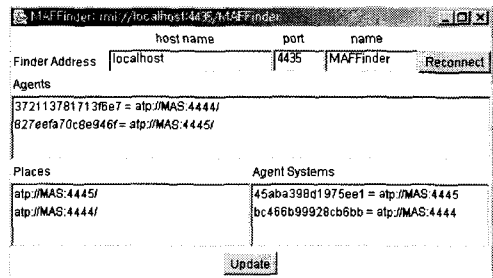 MAFFinder: rmi://localhost:4435/MAFFinder
host name port name
Finder Address localhost 4435 MAFFinder Reconnect
Agents
372113781713f6e7 = atp://MAS:4444/
827eefa70c8e946f = atp://MAS:4445/
Places Agent Systems
atp://MAS:4445/ 45aba398d1975ee1 = atp://MAS:4445
atp://MAS:4444/ bc466b99928cb6bb = atp://MAS:4444
Update